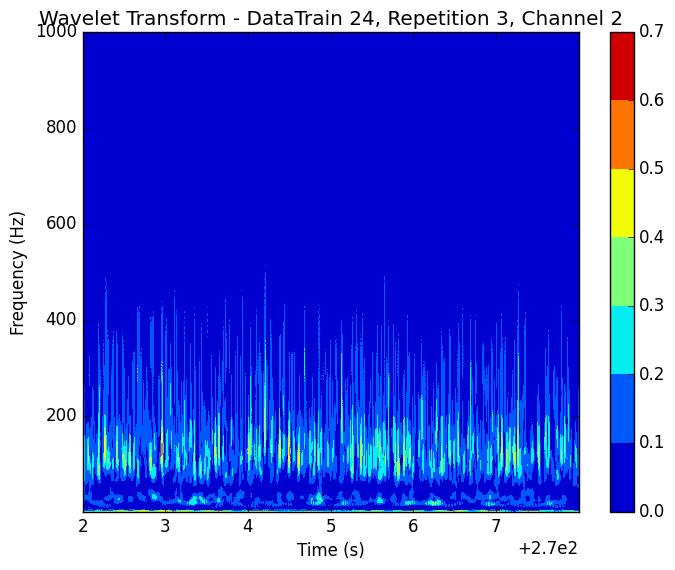 Wavelet Transform - DataTrain 24, Repetition 3, Channel 2
1000
800
600
400
200
Frequency (Hz)
2 3 4 5 6 7
Time (s)
+2.7e2
0.7
0.6
0.5
0.4
0.3
0.2
0.1
0.0